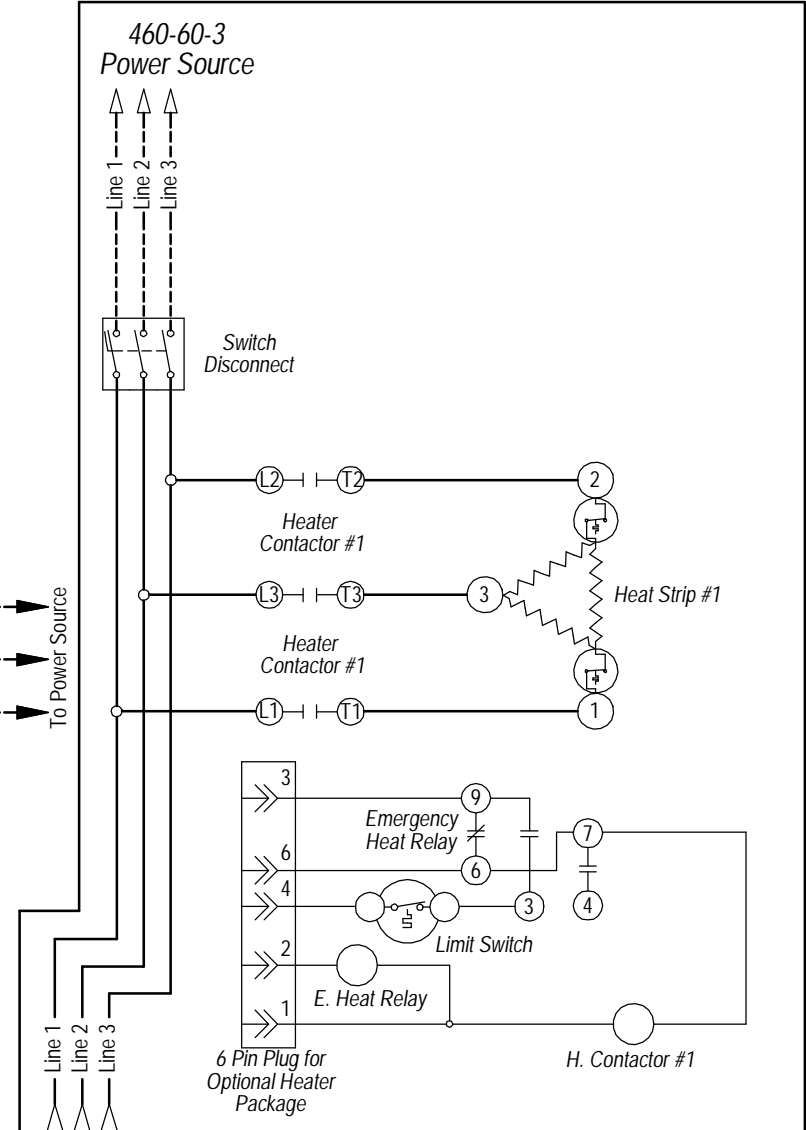 460-60-3
Power Source
Line 1
Line 2
Line 3
Switch
Disconnect
L2
T2
2
Heater
Contactor #1
L3
T3
3
Heat Strip #1
Heater
Contactor #1
To Power Source
L1
T1
1
3
9
Emergency
Heat Relay
7
6
6
4
3
4
Limit Switch
2
E. Heat Relay
1
H. Contactor #1
Line 1
Line 2
Line 3
6 Pin Plug for
Optional Heater
Package